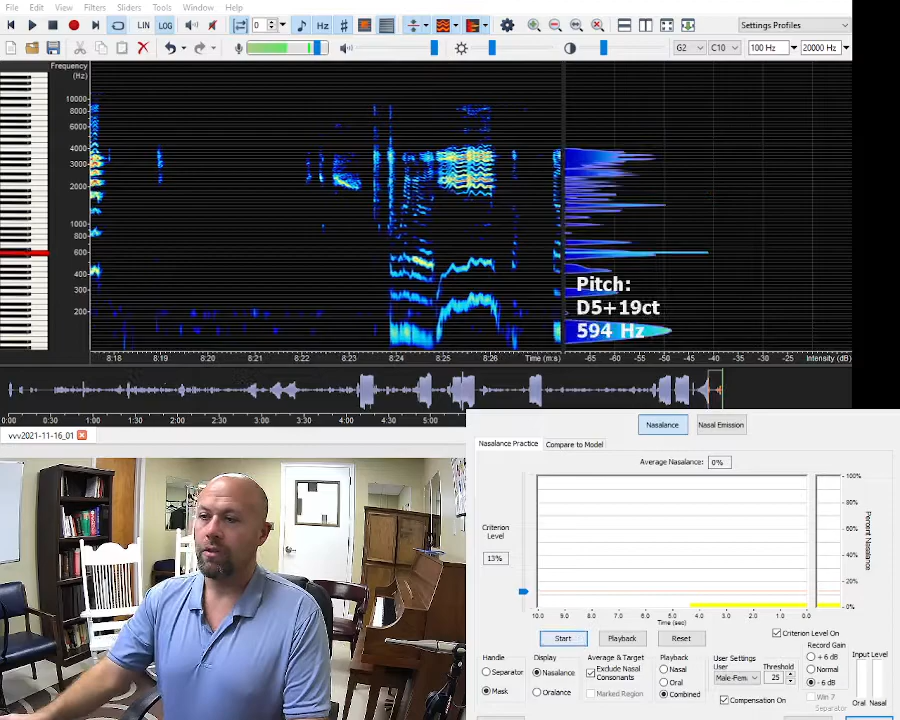 File Edit View Filters Sliders Tools Window Help
LIN LOG 0 Hz Settings Profiles
G2 C10 100 Hz 20000 Hz
Frequency
(Hz)
10000
8000
6000
4000
3000
2000
1000
800
600
400
300
200
Pitch:
D5+19ct
594 Hz
8:18 8:19 8:20 8:21 8:22 8:23 8:24 8:25 8:26 Time (m:s) -65 -60 -55 -50 -45 -40 -35 -30 -25 Intensity (dB)
0:00 0:30 1:00 1:30 2:00 2:30 3:00 3:30 4:00 4:30 5:00
vvv2021-11-16_01
Nasalance Nasal Emission
Nasalance Practice Compare to Model
Average Nasalance: 0%
100%
80%
60%
40%
20%
0%
Percent Nasalance
Criterion
Level
13%
10.0 9.0 8.0 7.0 6.0 5.0 4.0 3.0 2.0 1.0 0.0
Time (sec)
Criterion Level On
Start Playback Reset
Handle
Separator
Mask
Display
Nasalance
Oralance
Average & Target
Exclude Nasal
Consonants
Marked Region
Playback
Nasal
Oral
Combined
User Settings
User Male-Fem.
Threshold
25
Compensation On
Record Gain
+ 6 dB
Normal
- 6 dB
Win 7
Separator
Input Level
Oral Nasal